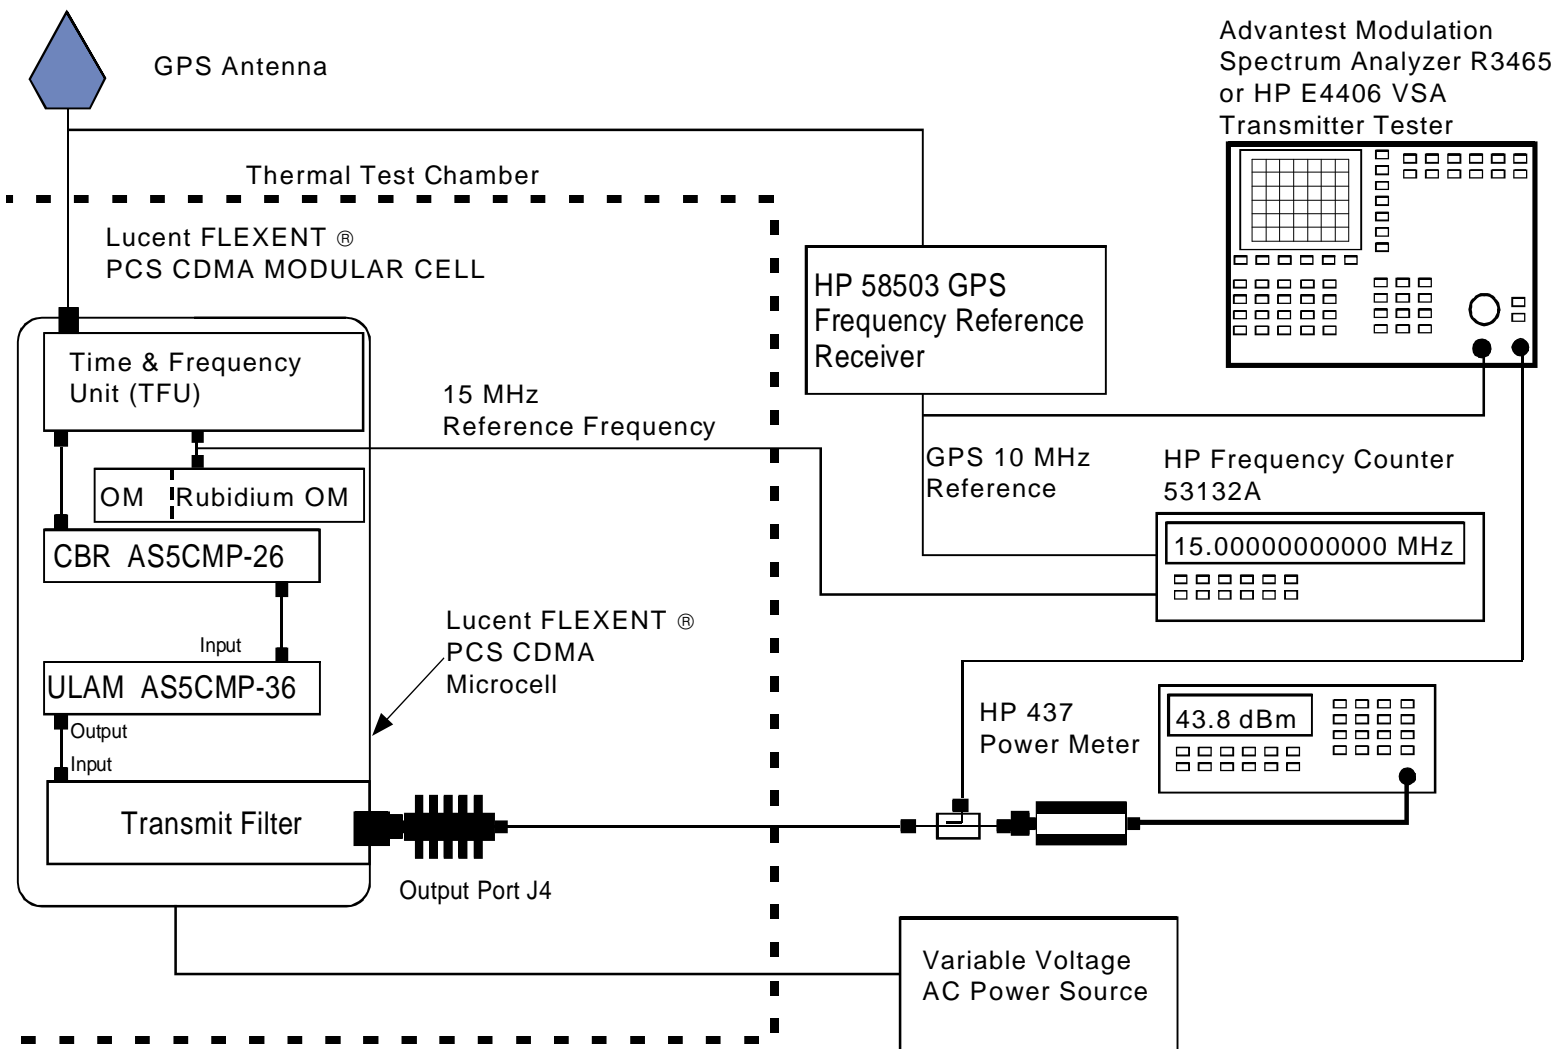 GPS Antenna
Advantest Modulation
Spectrum Analyzer R3465
or HP E4406 VSA
Transmitter Tester
Thermal Test Chamber
Lucent FLEXENT ®
PCS CDMA MODULAR CELL
HP 58503 GPS
Frequency Reference
Receiver
Time & Frequency
Unit (TFU)
15 MHz
Reference Frequency
GPS 10 MHz
Reference
HP Frequency Counter
53132A
OM Rubidium OM
15.00000000000 MHz
CBR AS5CMP-26
Lucent FLEXENT ®
PCS CDMA
Microcell
Input
ULAM AS5CMP-36
Output
Input
HP 437
Power Meter
43.8 dBm
Transmit Filter
Output Port J4
Variable Voltage
AC Power Source